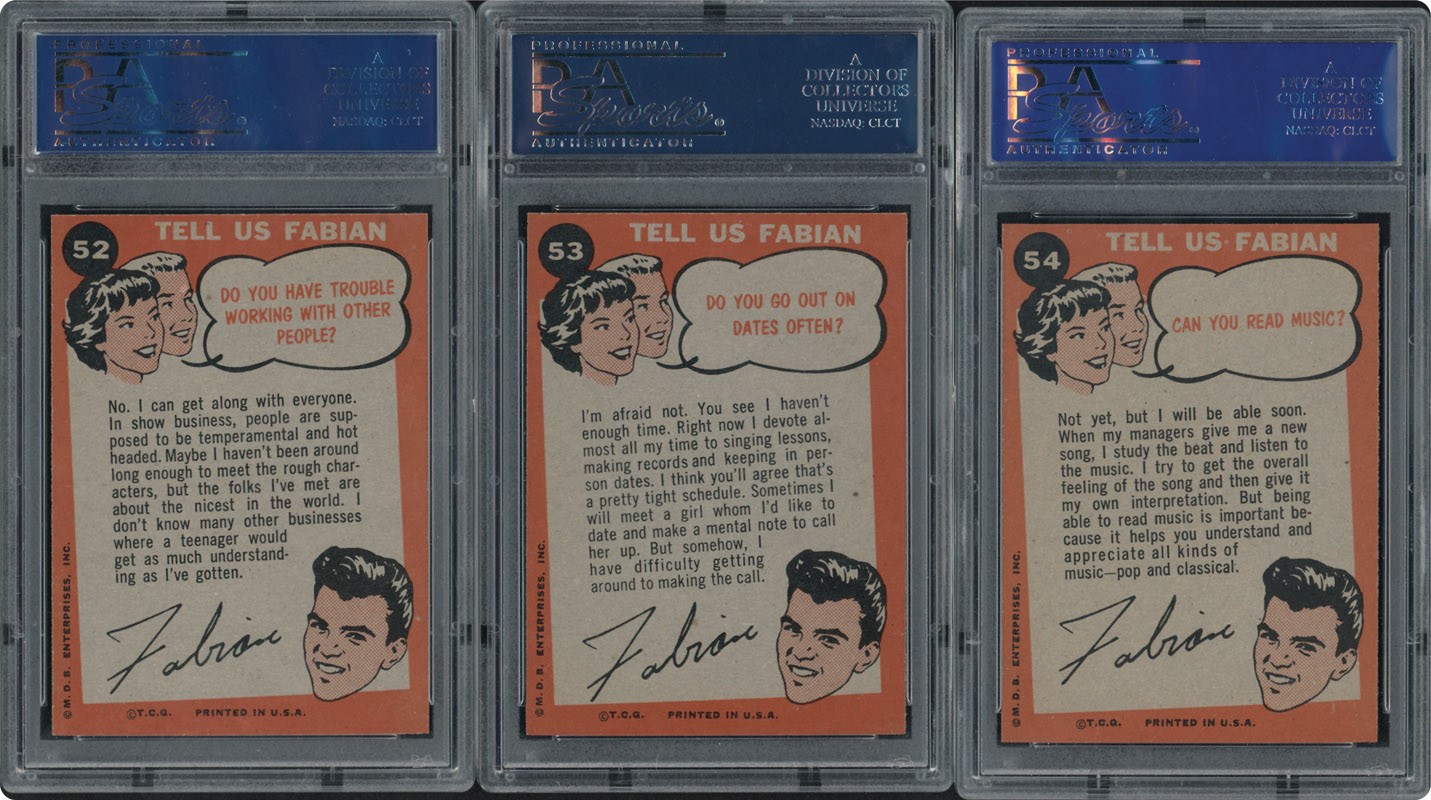 PROFESSIONAL
PSA
Sports®
AUTHENTICATOR
A
DIVISION OF
COLLECTORS
UNIVERSE
NASDAQ: CLCT
52
TELL US FABIAN
DO YOU HAVE TROUBLE
WORKING WITH OTHER
PEOPLE?
No. I can get along with everyone.
In show business, people are sup-
posed to be temperamental and hot
headed. Maybe I haven't been around
long enough to meet the rough char-
acters, but the folks I've met are
about the nicest in the world. I
don't know many other businesses
where a teenager would
get as much understand-
ing as I've gotten.
Fabian
© M. D. B. ENTERPRISES, INC.
©T.C.G. PRINTED IN U.S.A.
PROFESSIONAL
PSA
Sports®
AUTHENTICATOR
A
DIVISION OF
COLLECTORS
UNIVERSE
NASDAQ: CLCT
53
TELL US FABIAN
DO YOU GO OUT ON
DATES OFTEN?
I'm afraid not. You see I haven't
enough time. Right now I devote al-
most all my time to singing lessons,
making records and keeping in per-
son dates. I think you'll agree that's
a pretty tight schedule. Sometimes I
will meet a girl whom I'd like to
date and make a mental note to call
her up. But somehow, I
have difficulty getting
around to making the call.
Fabian
© M. D. B. ENTERPRISES, INC.
©T.C.G. PRINTED IN U.S.A.
PROFESSIONAL
PSA
Sports®
AUTHENTICATOR
A
DIVISION OF
COLLECTORS
UNIVERSE
NASDAQ: CLCT
54
TELL US FABIAN
CAN YOU READ MUSIC?
Not yet, but I will be able soon.
When my managers give me a new
song, I study the beat and listen to
the music. I try to get the overall
feeling of the song and then give it
my own interpretation. But being
able to read music is important be-
cause it helps you understand and
appreciate all kinds of
music—pop and classical.
Fabian
© M. D. B. ENTERPRISES, INC.
©T.C.G. PRINTED IN U.S.A.